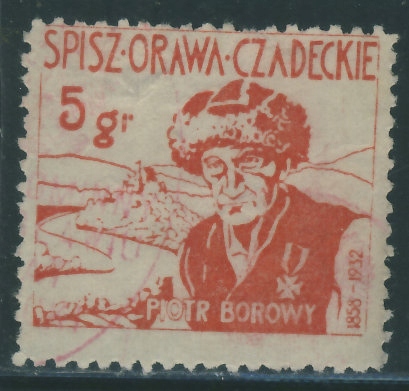 SPISZ·ORAWA·CZADECKIE
5 gr
PIOTR BOROWY
1858-1932